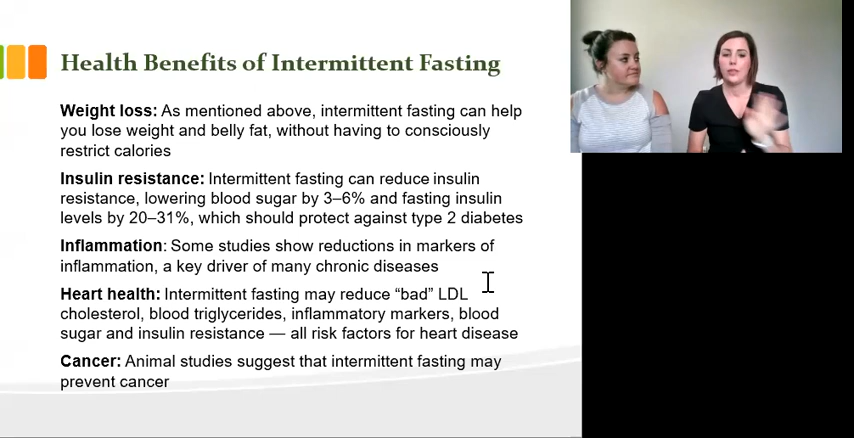 Health Benefits of Intermittent Fasting
Weight loss: As mentioned above, intermittent fasting can help
you lose weight and belly fat, without having to consciously
restrict calories
Insulin resistance: Intermittent fasting can reduce insulin
resistance, lowering blood sugar by 3–6% and fasting insulin
levels by 20–31%, which should protect against type 2 diabetes
Inflammation: Some studies show reductions in markers of
inflammation, a key driver of many chronic diseases
Heart health: Intermittent fasting may reduce “bad” LDL
cholesterol, blood triglycerides, inflammatory markers, blood
sugar and insulin resistance — all risk factors for heart disease
Cancer: Animal studies suggest that intermittent fasting may
prevent cancer